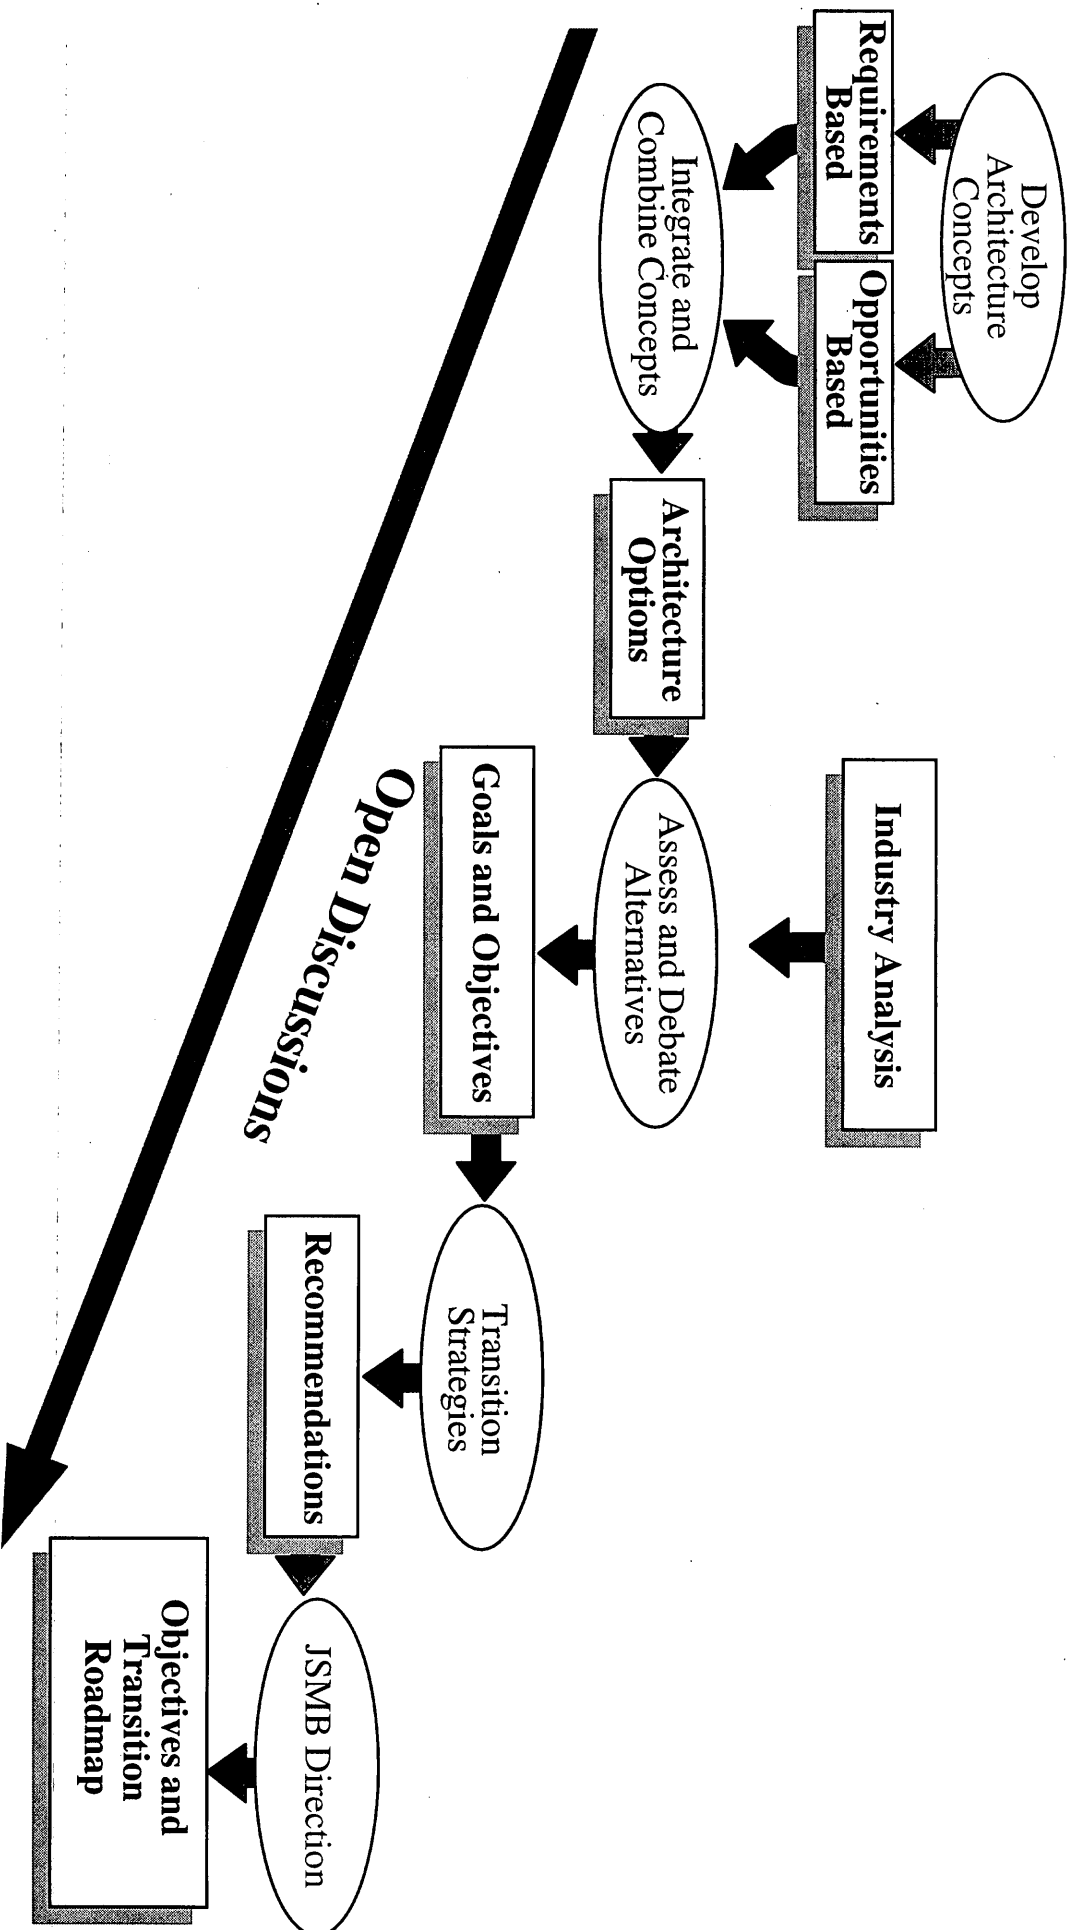 Develop
Architecture
Concepts
Requirements
Based
Opportunities
Based
Integrate and
Combine Concepts
Architecture
Options
Industry Analysis
Assess and Debate
Alternatives
Goals and Objectives
Transition
Strategies
Recommendations
JSMB Direction
Objectives and
Transition
Roadmap
Open Discussions